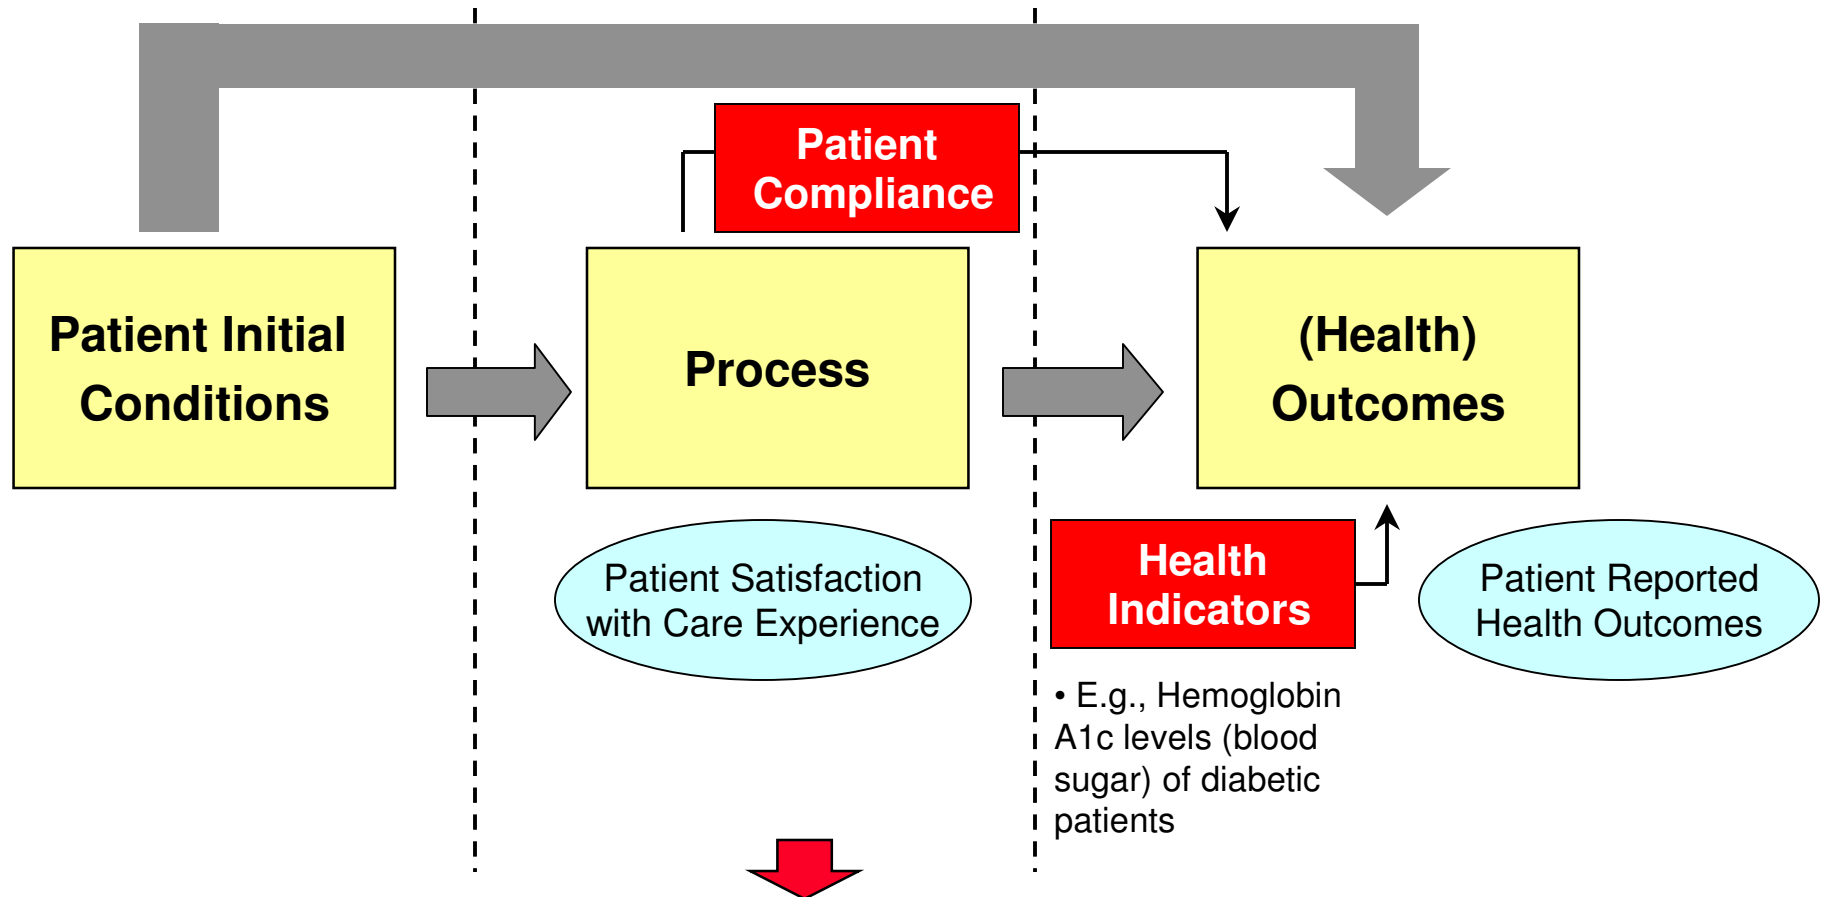 Patient
Compliance
Patient Initial
Conditions
Process
(Health)
Outcomes
Patient Satisfaction
with Care Experience
Health
Indicators
Patient Reported
Health Outcomes
• E.g., Hemoglobin
A1c levels (blood
sugar) of diabetic
patients